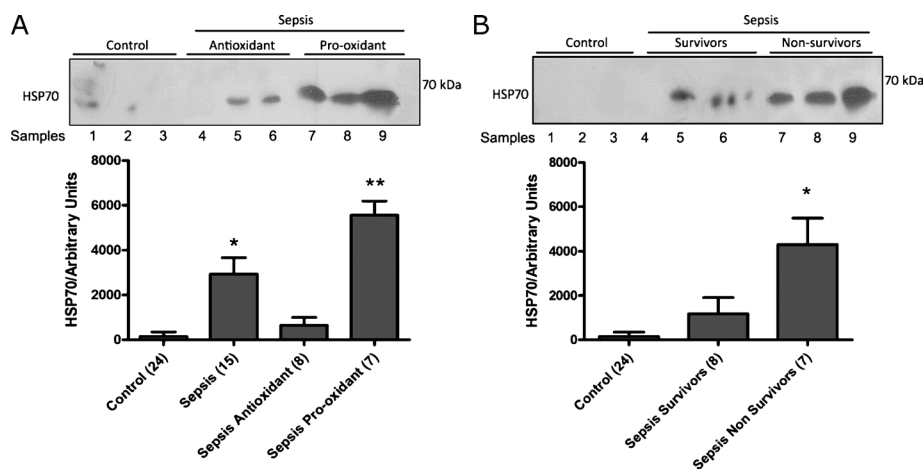 A
Sepsis
Control
Antioxidant
Pro-oxidant
HSP70
70 kDa
Samples 1 2 3 4 5 6 7 8 9
HSP70/Arbitrary Units
8000
6000
4000
2000
0
*
**
Control (24)
Sepsis (15)
Sepsis Antioxidant (8)
Sepsis Pro-oxidant (7)
B
Sepsis
Control
Survivors
Non-survivors
HSP70
70 kDa
Samples 1 2 3 4 5 6 7 8 9
HSP70/Arbitrary Units
8000
6000
4000
2000
0
*
Control (24)
Sepsis Survivors (8)
Sepsis Non Survivors (7)